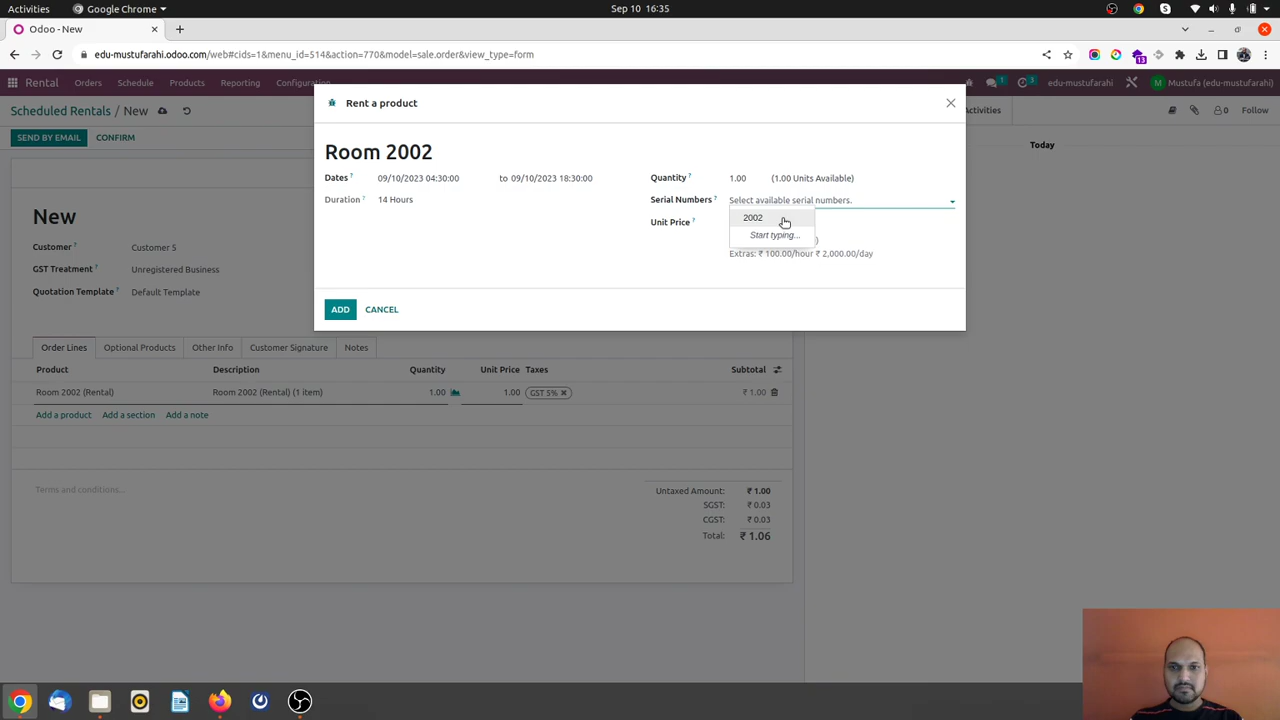 Activities
Google Chrome
Sep 10 16:35
Odoo - New
edu-mustufarahi.odoo.com/web#cids=1&menu_id=514&action=770&model=sale.order&view_type=form
13
Rental Orders Schedule Products Reporting Configuration
1 3 edu-mustufarahi Mustufa (edu-mustufarahi)
Scheduled Rentals / New
Activities 0 Follow
SEND BY EMAIL CONFIRM
Today
Rent a product
Room 2002
Dates ? 09/10/2023 04:30:00 to 09/10/2023 18:30:00
Duration ? 14 Hours
Quantity ? 1.00 (1.00 Units Available)
Serial Numbers ? Select available serial numbers.
Unit Price ?
2002
Start typing...
)
Extras: ₹ 100.00/hour ₹ 2,000.00/day
ADD CANCEL
New
Customer ? Customer 5
GST Treatment ? Unregistered Business
Quotation Template ? Default Template
Order Lines Optional Products Other Info Customer Signature Notes
Product Description Quantity Unit Price Taxes Subtotal
Room 2002 (Rental) Room 2002 (Rental) (1 item) 1.00 1.00 GST 5% ₹ 1.00
Add a product Add a section Add a note
Terms and conditions...
Untaxed Amount: ₹ 1.00
SGST: ₹ 0.03
CGST: ₹ 0.03
Total: ₹ 1.06